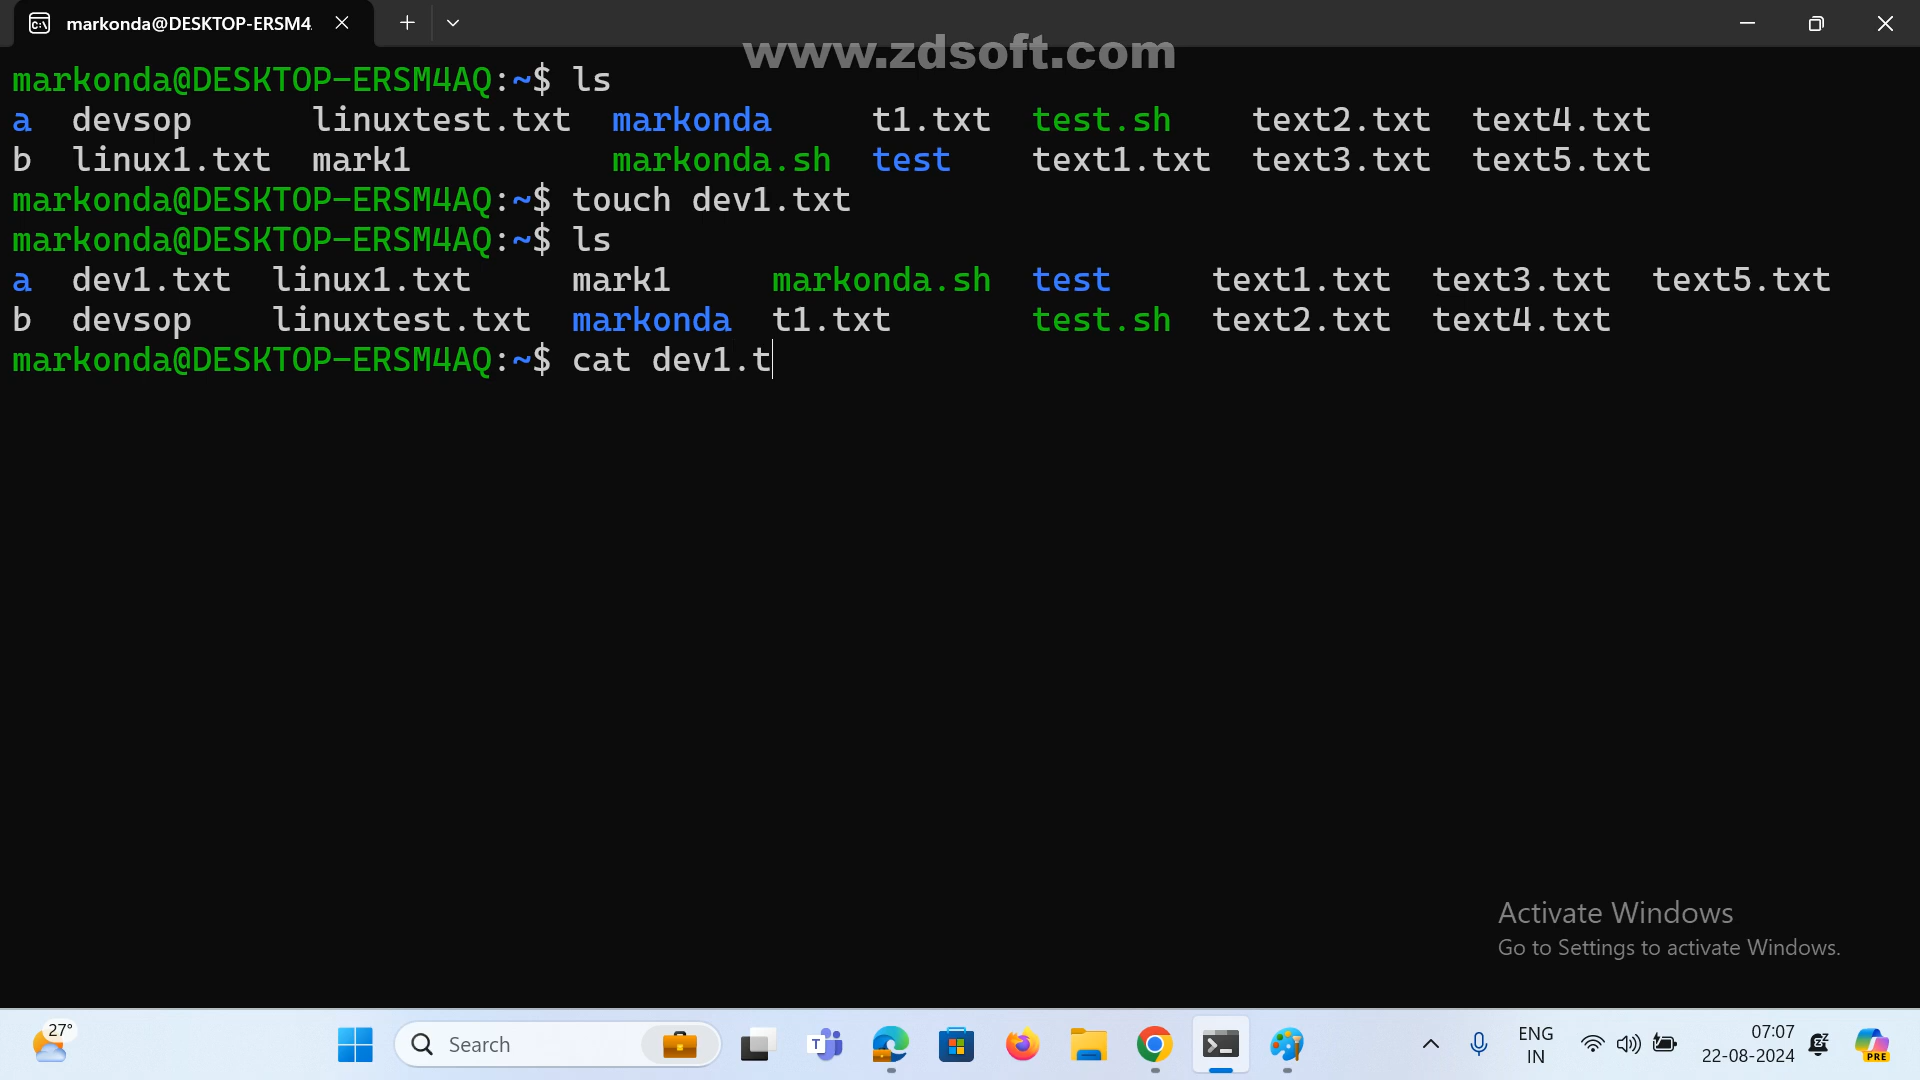 markonda@DESKTOP-ERSM4
www.zdsoft.com
markonda@DESKTOP-ERSM4AQ:~$ ls
a  devsop      linuxtest.txt  markonda     t1.txt  test.sh    text2.txt  text4.txt
b  linux1.txt  mark1          markonda.sh  test    text1.txt  text3.txt  text5.txt
markonda@DESKTOP-ERSM4AQ:~$ touch dev1.txt
markonda@DESKTOP-ERSM4AQ:~$ ls
a  dev1.txt  linux1.txt     mark1     markonda.sh  test     text1.txt  text3.txt  text5.txt
b  devsop    linuxtest.txt  markonda  t1.txt       test.sh  text2.txt  text4.txt
markonda@DESKTOP-ERSM4AQ:~$ cat dev1.t
Activate Windows
Go to Settings to activate Windows.
27°
Search
T
ENG
IN
07:07
22-08-2024
PRE